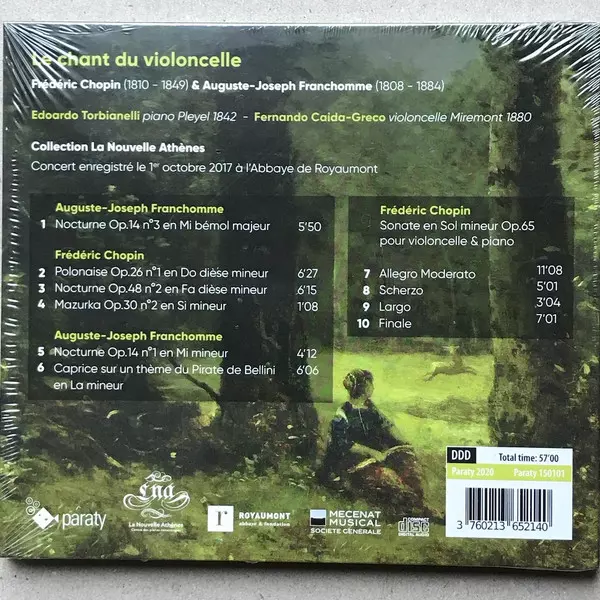 Le chant du violoncelle
Frédéric Chopin (1810 - 1849) & Auguste-Joseph Franchomme (1808 - 1884)
Edoardo Torbianelli piano Pleyel 1842 - Fernando Caida-Greco violoncelle Miremont 1880
Collection La Nouvelle Athènes
Concert enregistré le 1er octobre 2017 à l'Abbaye de Royaumont
Auguste-Joseph Franchomme
1 Nocturne Op.14 n°3 en Mi bémol majeur 5'50
Frédéric Chopin
2 Polonaise Op.26 n°1 en Do dièse mineur 6'27
3 Nocturne Op.48 n°2 en Fa dièse mineur 6'15
4 Mazurka Op.30 n°2 en Si mineur 1'08
Auguste-Joseph Franchomme
5 Nocturne Op.14 n°1 en Mi mineur 4'12
6 Caprice sur un thème du Pirate de Bellini 6'06
en La mineur
Frédéric Chopin
Sonate en Sol mineur Op.65
pour violoncelle & piano
7 Allegro Moderato 11'08
8 Scherzo 5'01
9 Largo 3'04
10 Finale 7'01
DDD Total time: 57'00
Paraty 2020 Paraty 150101
3 760213 652140
paraty
lna
La Nouvelle Athènes
r
ROYAUMONT
abbaye & fondation
MECENAT
MUSICAL
SOCIETE GENERALE
COMPACT
disc
DIGITAL AUDIO